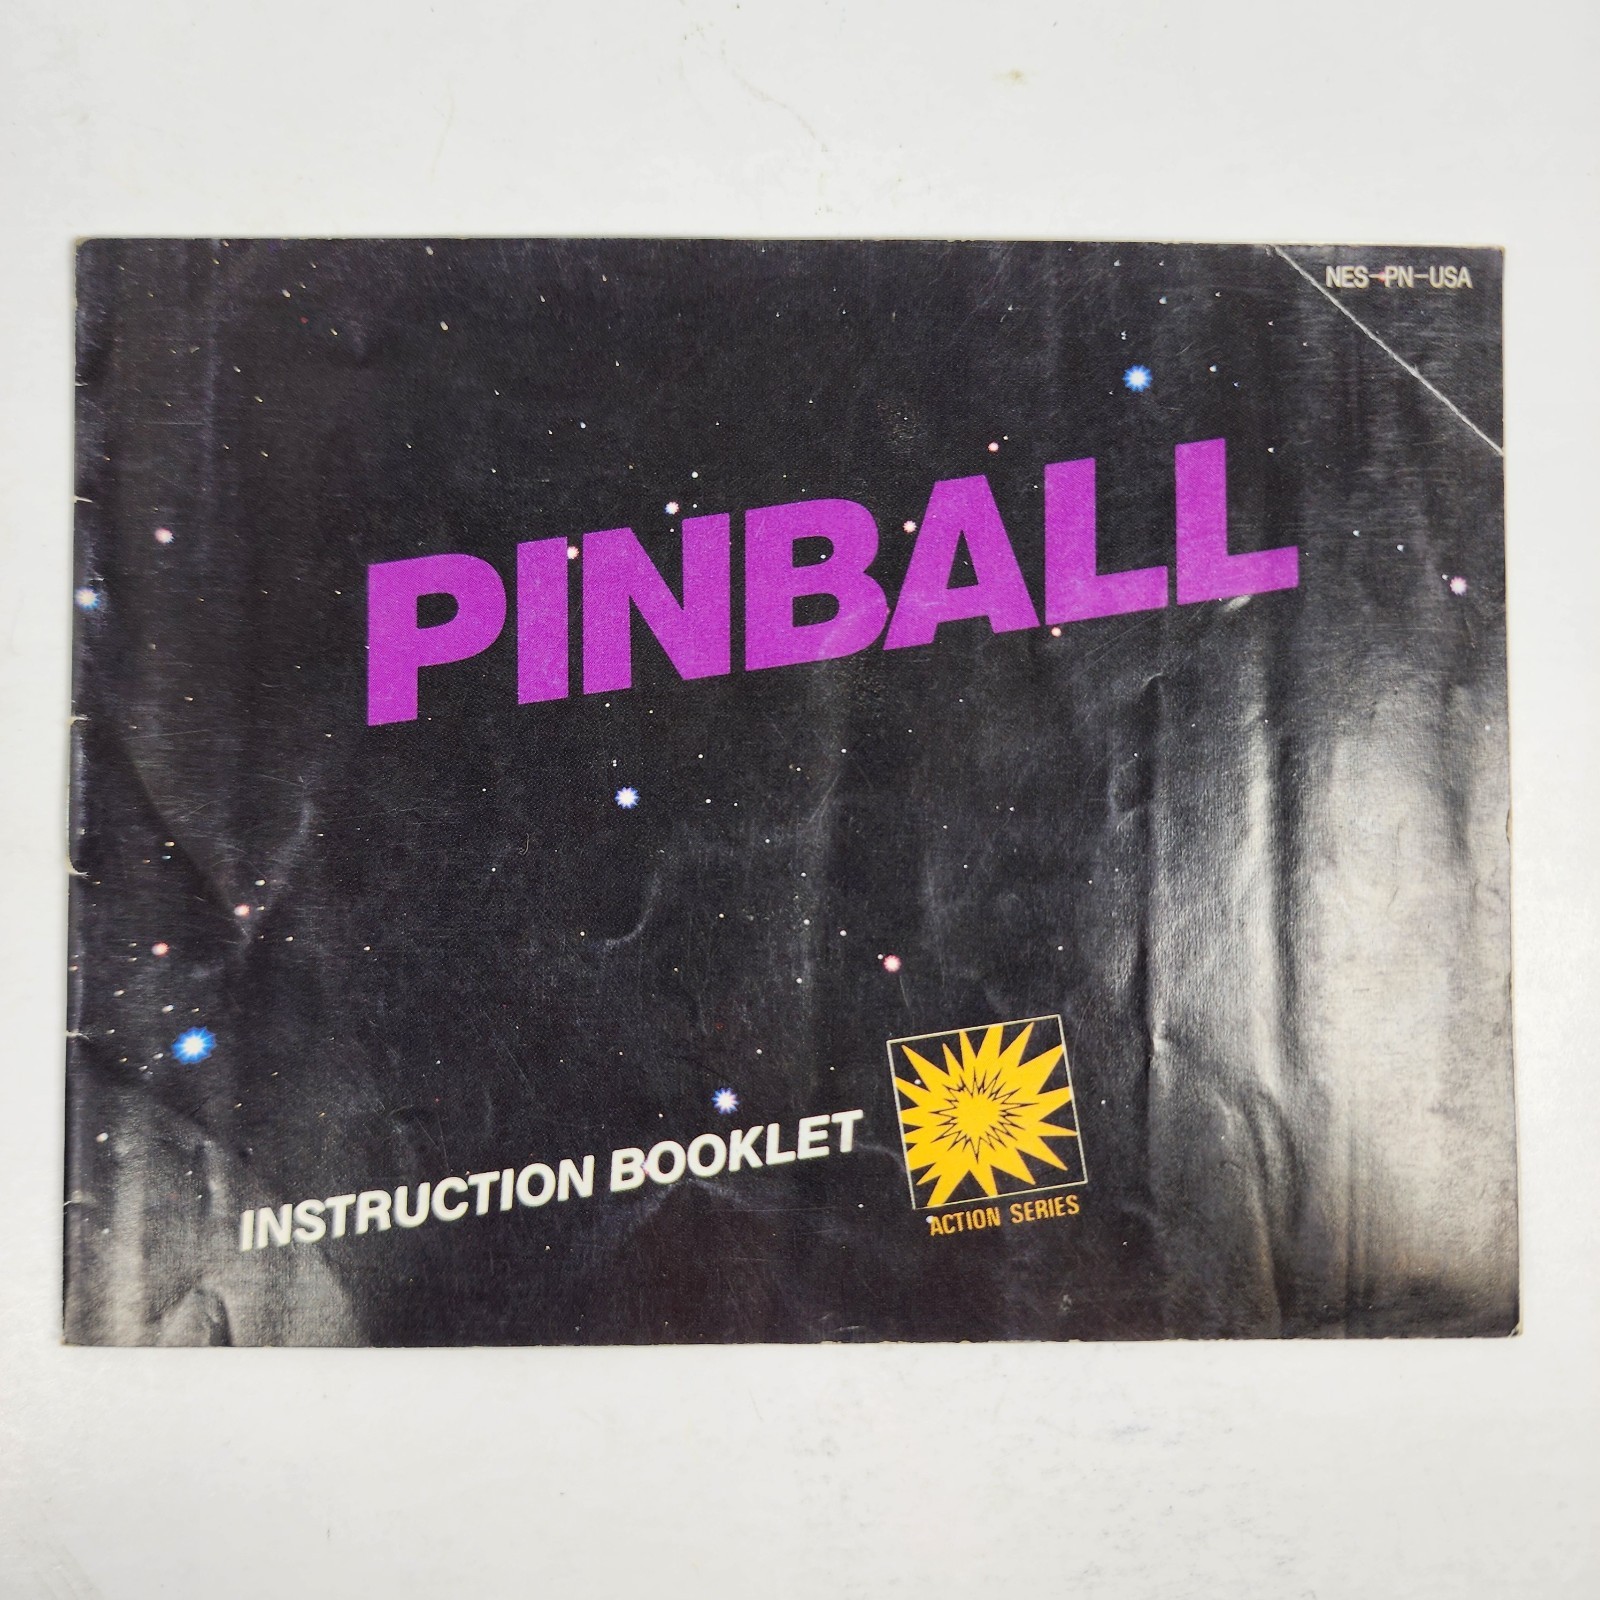 NES-PN-USA
PINBALL
INSTRUCTION BOOKLET
ACTION SERIES